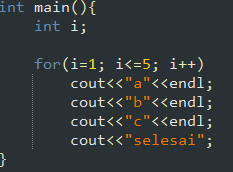 int main(){
int i;
for(i=1; i<=5; i++)
cout<<"a"<<endl;
cout<<"b"<<endl;
cout<<"c"<<endl;
cout<<"selesai";
}